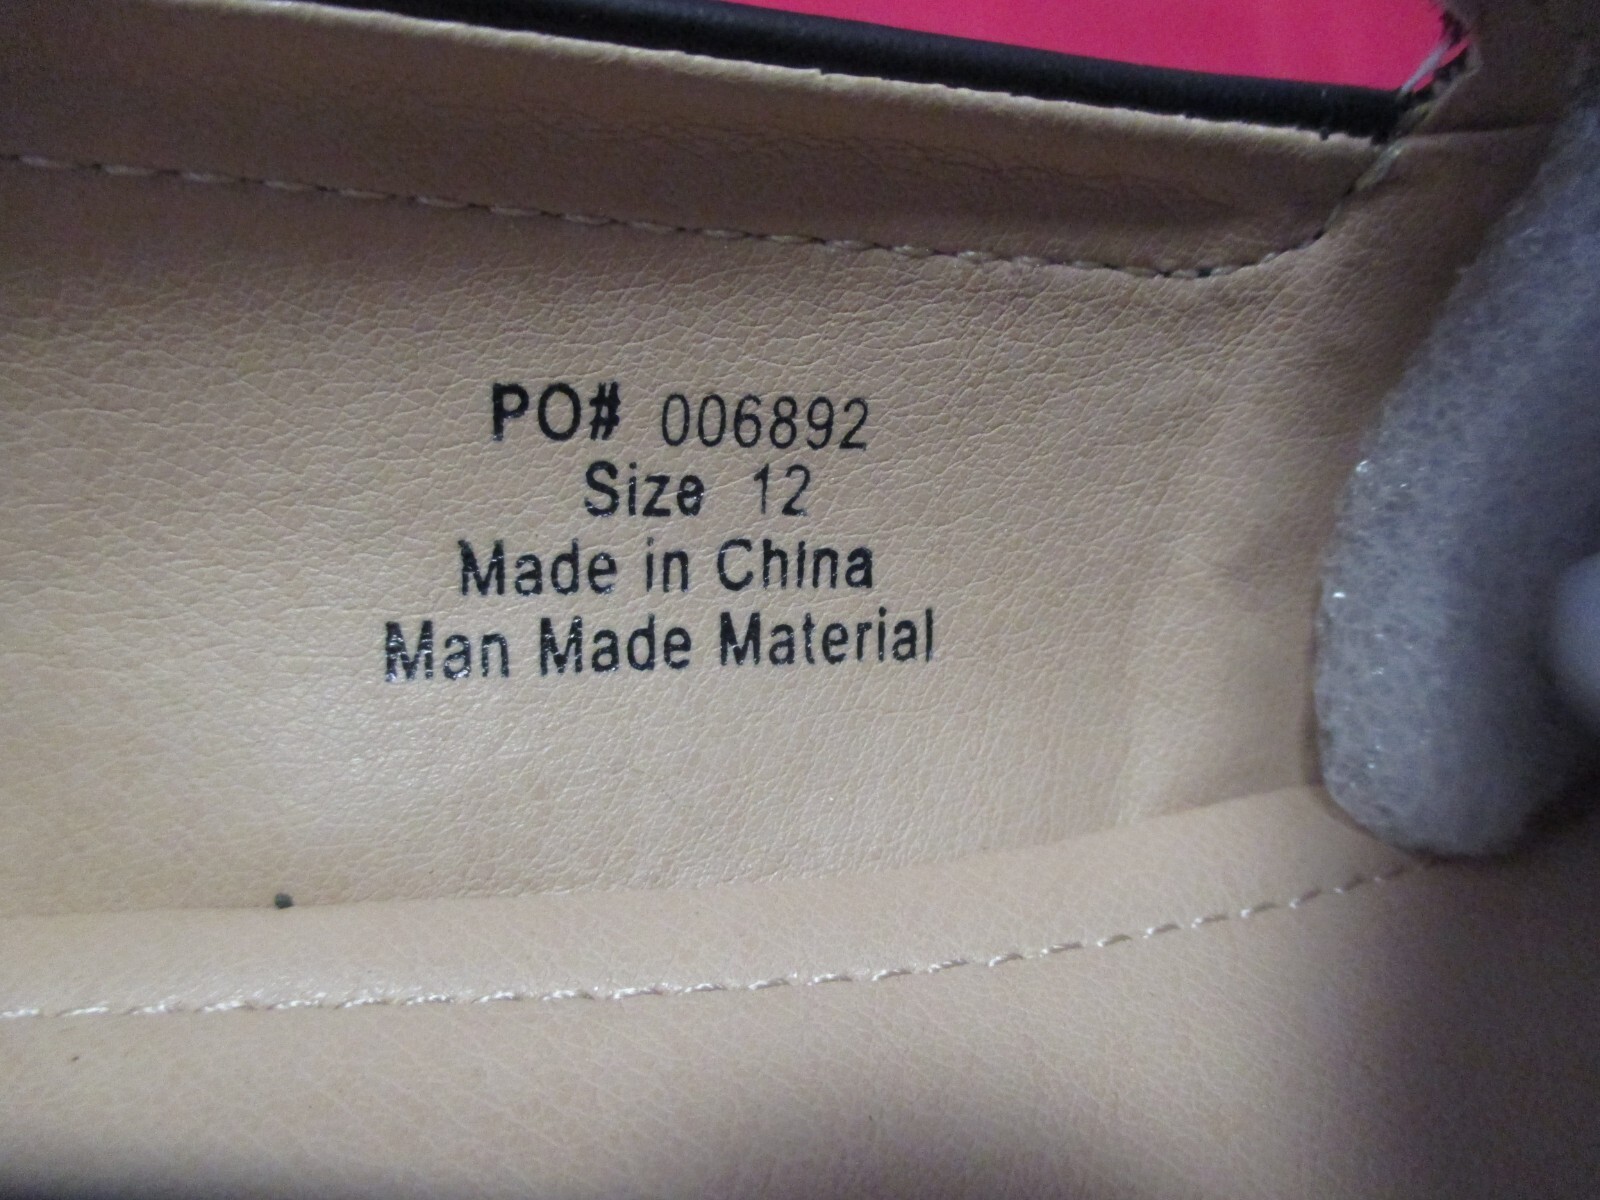 PO# 006892
Size 12
Made in China
Man Made Material